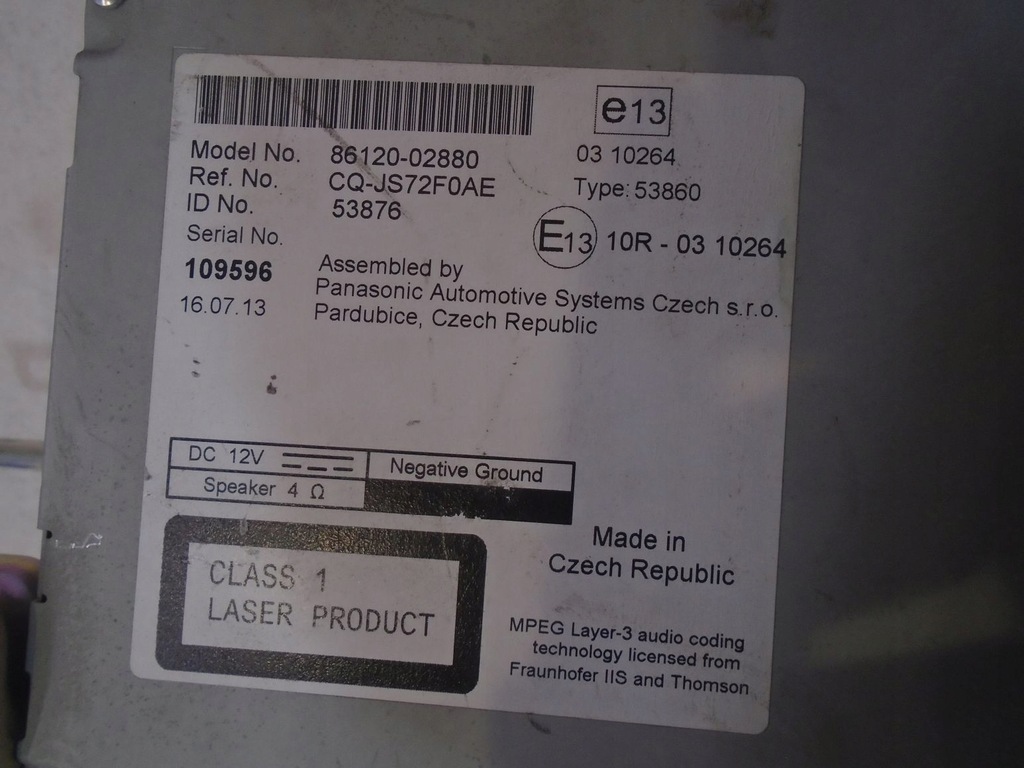 e13
Model No. 86120-02880
03 10264
Ref. No. CQ-JS72F0AE
Type: 53860
ID No. 53876
Serial No.
E13 10R - 03 10264
109596
Assembled by
Panasonic Automotive Systems Czech s.r.o.
16.07.13
Pardubice, Czech Republic
DC 12V
Negative Ground
Speaker 4 Ω
Made in
Czech Republic
CLASS 1
LASER PRODUCT
MPEG Layer-3 audio coding
technology licensed from
Fraunhofer IIS and Thomson